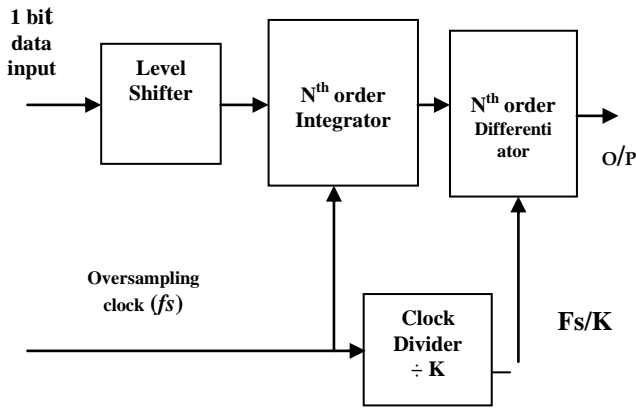 1 bit
data
input
Level
Shifter
Nth order
Integrator
Nth order
Differenti
ator
O/P
Oversampling
clock (fs)
Clock
Divider
÷ K
Fs/K